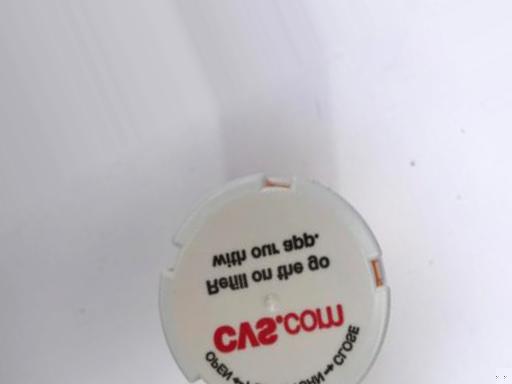 with our app.
Refill on the go
CVS.com
OPEN
CLOSE